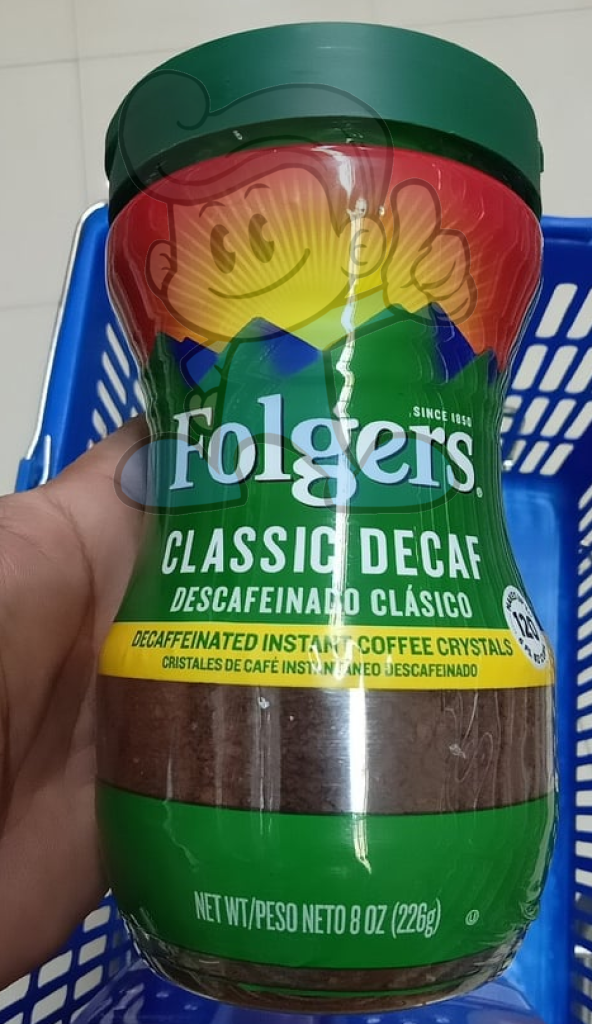 SINCE 1850
Folgers®
CLASSIC DECAF
DESCAFEINADO CLÁSICO
DECAFFEINATED INSTANT COFFEE CRYSTALS
CRISTALES DE CAFÉ INSTANTÁNEO DESCAFEINADO
120
NET WT/PESO NETO 8 OZ (226g)